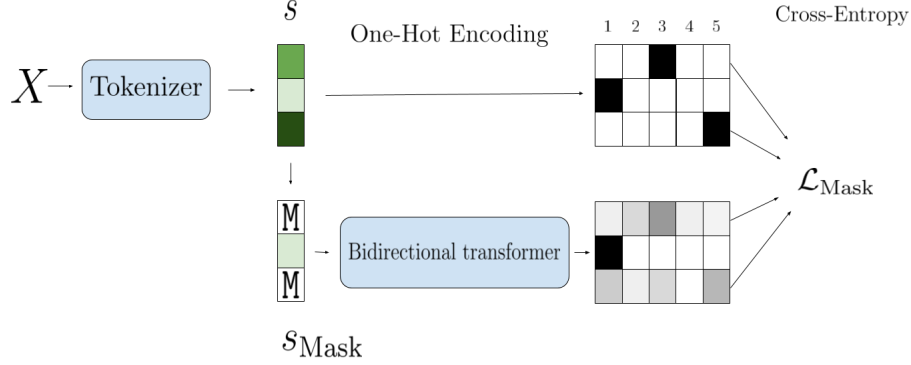 s
Cross-Entropy
One-Hot Encoding
1 2 3 4 5
X
Tokenizer
ℒMask
M
Bidirectional transformer
M
sMask